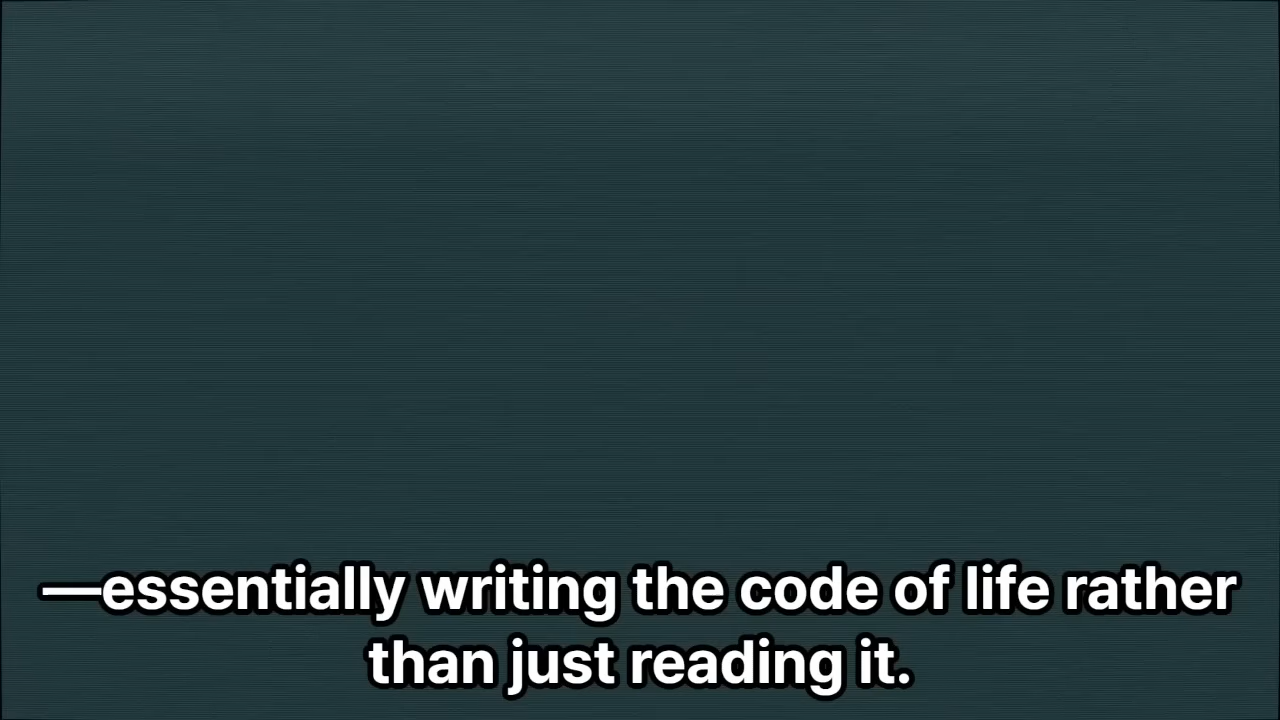 —essentially writing the code of life rather
than just reading it.